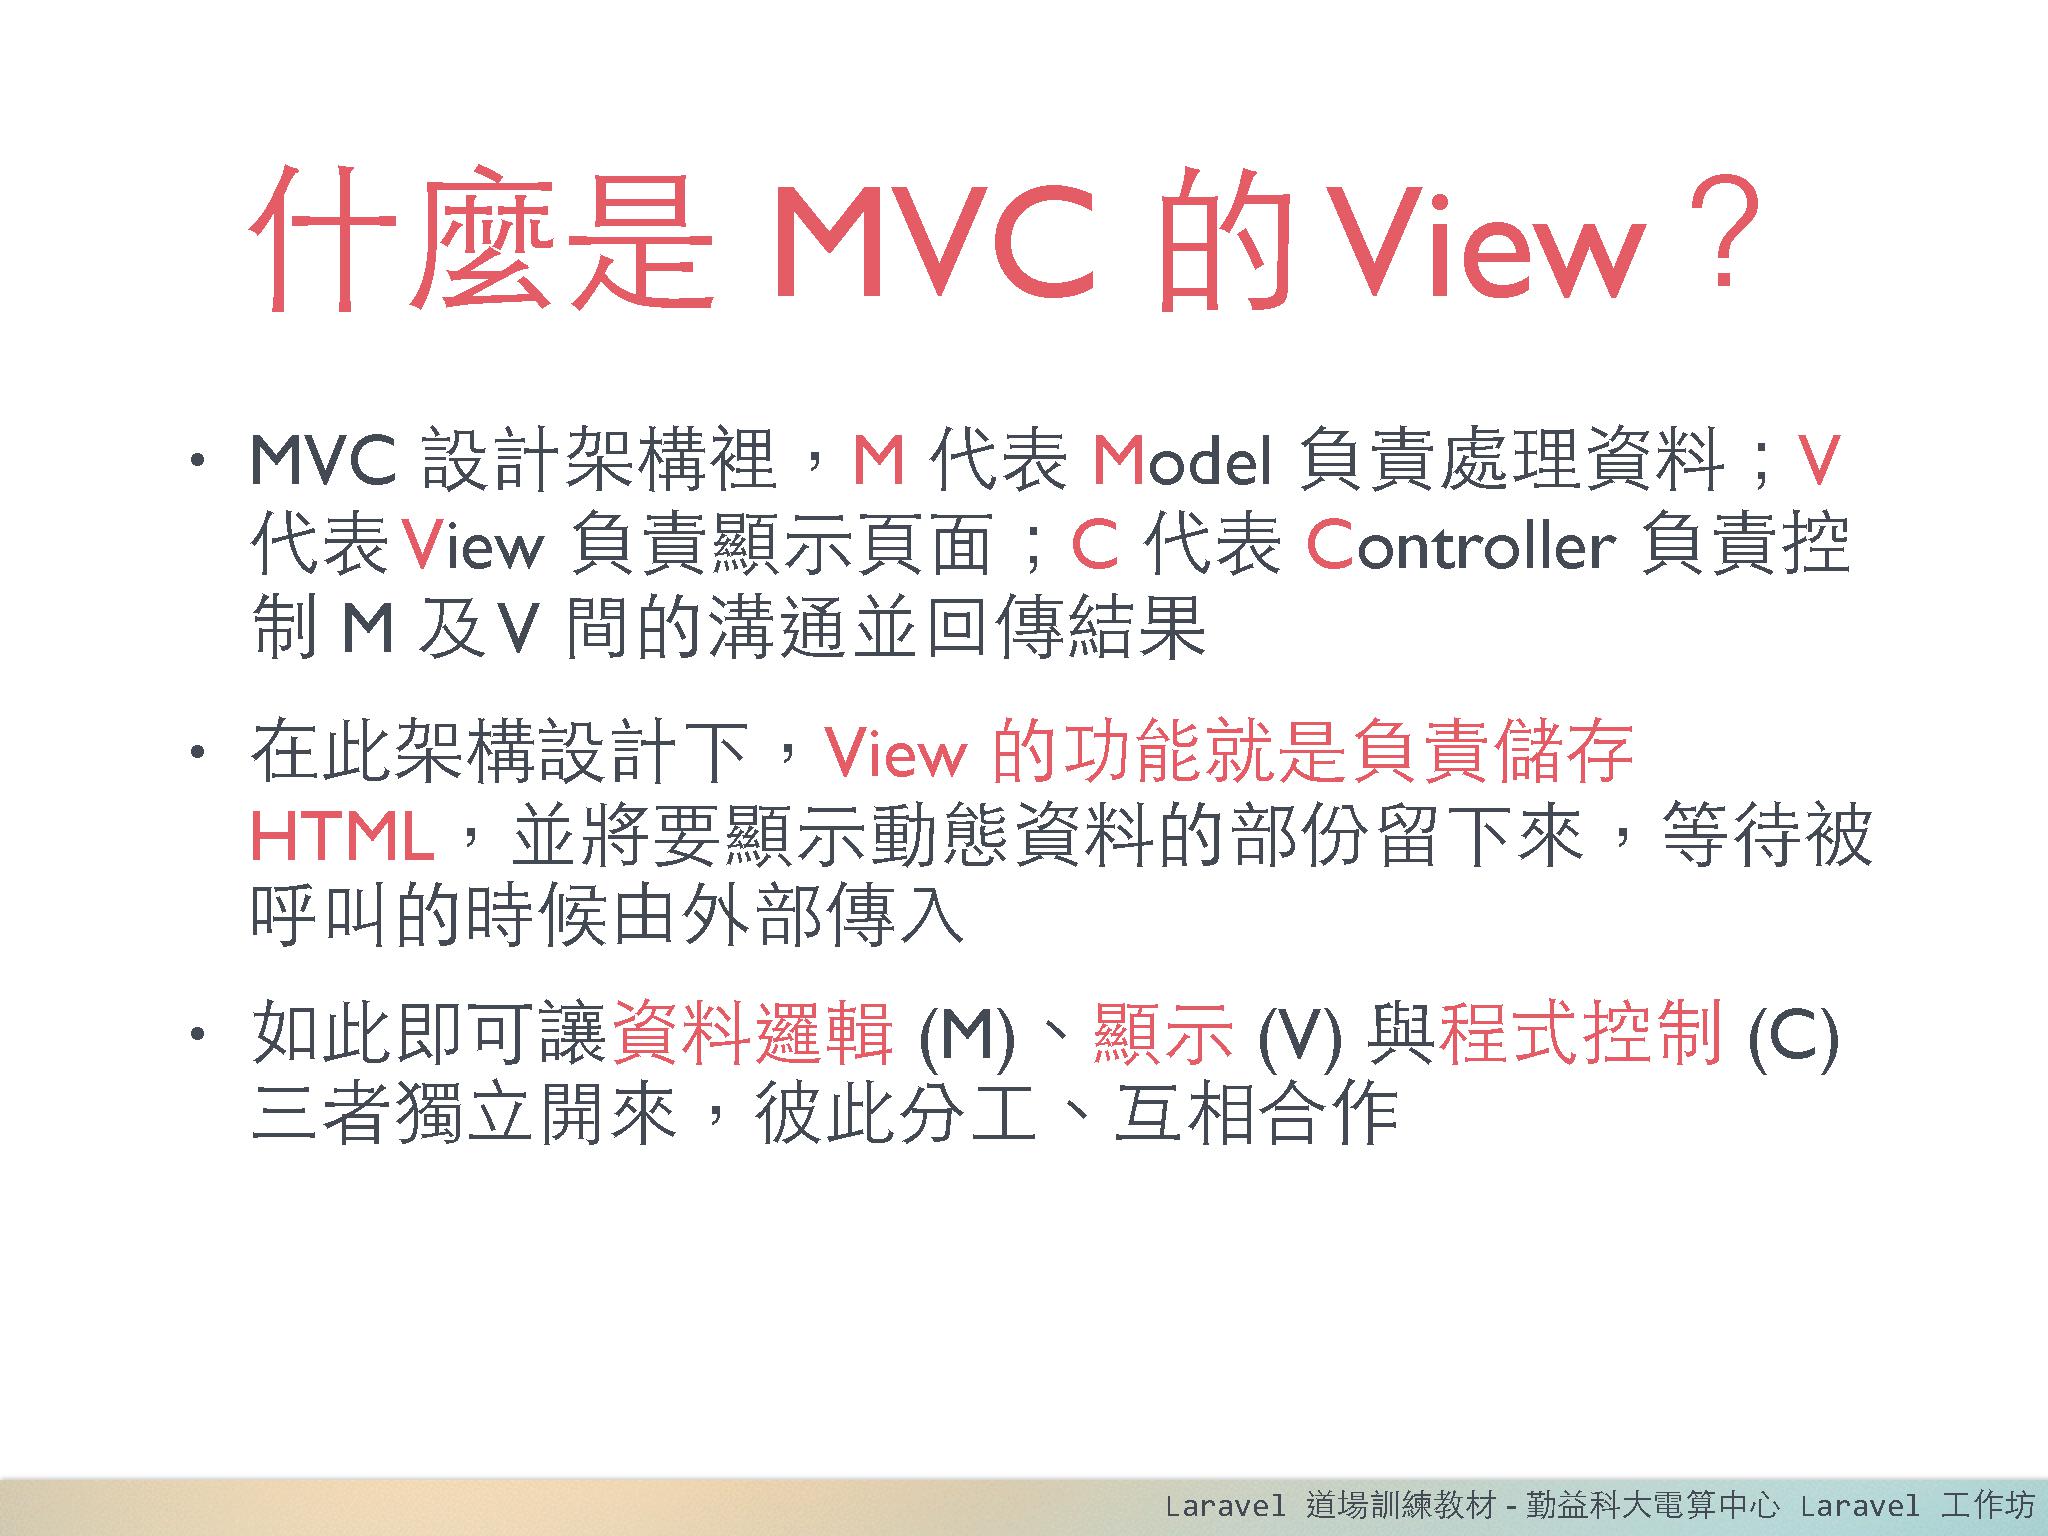 什麼是 MVC 的 View？
• MVC 設計架構裡，M 代表 Model 負責處理資料；V
代表 View 負責顯示頁面；C 代表 Controller 負責控
制 M 及 V 間的溝通並回傳結果
• 在此架構設計下，View 的功能就是負責儲存
HTML，並將要顯示動態資料的部份留下來，等待被
呼叫的時候由外部傳入
• 如此即可讓資料邏輯 (M)、顯示 (V) 與程式控制 (C)
三者獨立開來，彼此分工、互相合作
Laravel 道場訓練教材 - 勤益科大電算中心 Laravel 工作坊